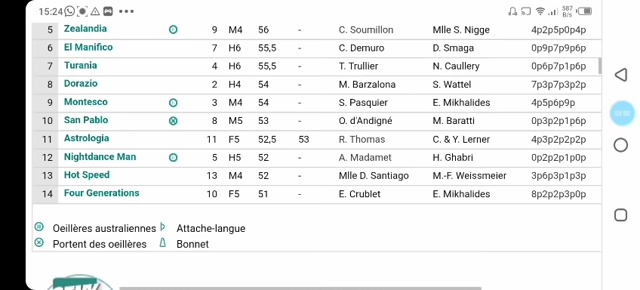 15:24
587
B/s
5 Zealandia 9 M4 56 - C. Soumillon Mlle S. Nigge 4p2p5p0p4p
6 El Manifico 7 H6 55,5 - C. Demuro D. Smaga 0p9p7p9p6p
7 Turania 4 H6 55,5 - T. Trullier N. Caullery 0p6p7p1p6p
8 Dorazio 2 H4 54 - M. Barzalona S. Wattel 7p3p7p3p2p
9 Montesco 3 M4 54 - S. Pasquier E. Mikhalides 4p5p6p9p
10 San Pablo 8 M5 53 - O. d'Andigné M. Baratti 0p3p2p1p6p
11 Astrologia 11 F5 52,5 53 R. Thomas C. & Y. Lerner 4p3p2p2p2p
12 Nightdance Man 5 H5 52 - A. Madamet H. Ghabri 0p2p2p1p0p
13 Hot Speed 13 M4 52 - Mlle D. Santiago M.-F. Weissmeier 3p6p3p1p3p
14 Four Generations 10 F5 51 - E. Crublet E. Mikhalides 8p2p2p3p0p
Oeillères australiennes Attache-langue
Portent des oeillères Bonnet